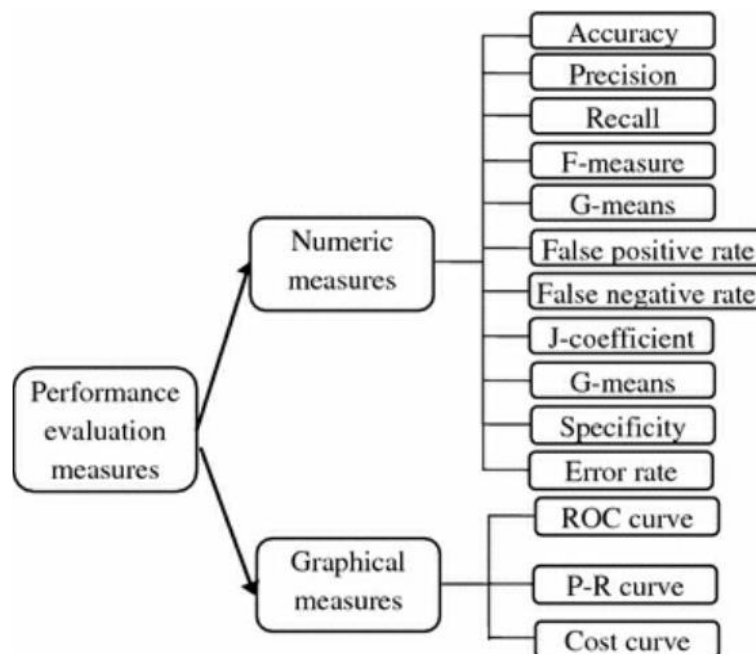 Performance
evaluation
measures
Numeric
measures
Accuracy
Precision
Recall
F-measure
G-means
False positive rate
False negative rate
J-coefficient
G-means
Specificity
Error rate
Graphical
measures
ROC curve
P-R curve
Cost curve